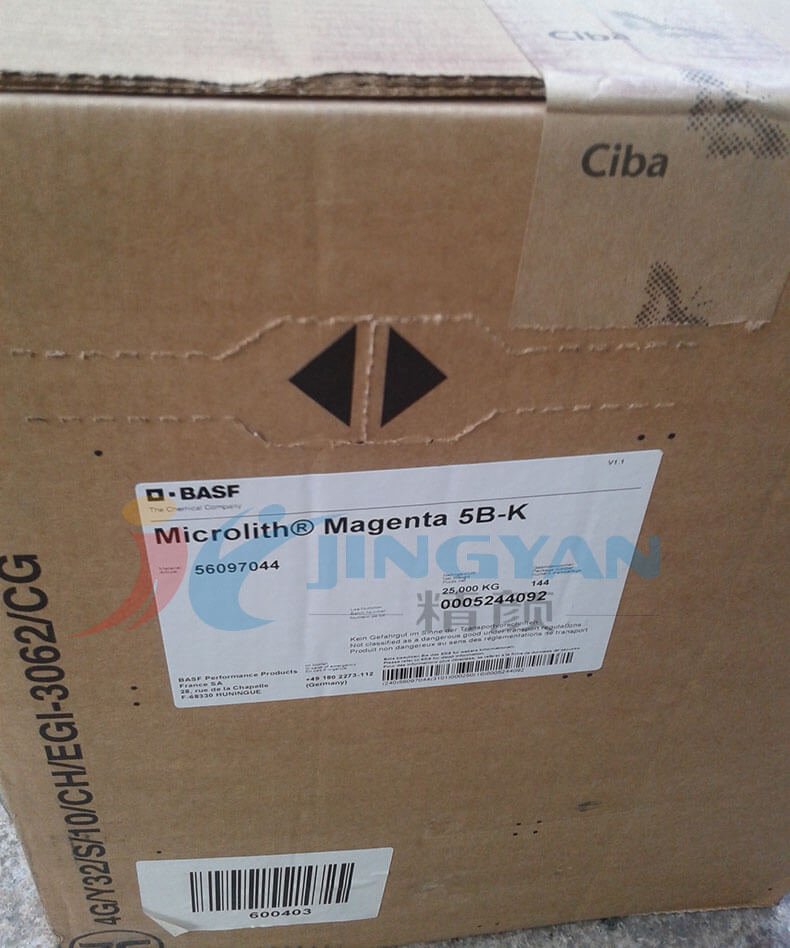 Ciba
Ciba
BASF
The Chemical Company
V1.1
Microlith® Magenta 5B-K
56097044
25,000 KG
144
0005244092
JINGYAN
精颜
Kein Gefahrgut im Sinne der Transportvorschriften
Not classified as a dangerous good under transport regulations
Produit non dangereux au sens des réglementations de transport
BASF Performance Products
France SA
28, rue de la Chapelle
F-68330 HUNINGUE
+49 180 2273-112
(Germany)
4G/Y32/S/10/CH/EGI-3062/CG
600403